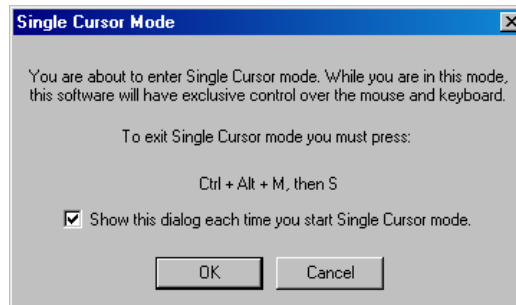 Single Cursor Mode
You are about to enter Single Cursor mode. While you are in this mode,
this software will have exclusive control over the mouse and keyboard.
To exit Single Cursor mode you must press:
Ctrl + Alt + M, then S
Show this dialog each time you start Single Cursor mode.
OK Cancel